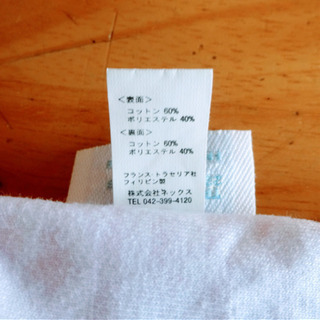 ＜表面＞
コットン 60%
ポリエステル 40%
＜裏面＞
コットン 60%
ポリエステル 40%
フランス トラセリア社
フィリピン製
株式会社ネックス
TEL 042-399-4120